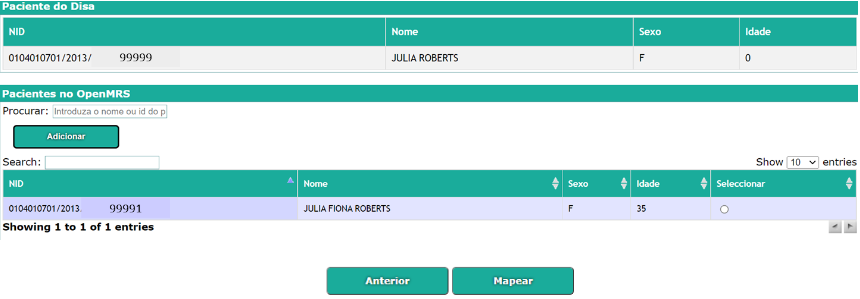 Paciente do Disa
NID Nome Sexo Idade
0104010701/2013/ 99999 JULIA ROBERTS F 0
Pacientes no OpenMRS
Procurar: Introduza o nome ou id do p
Adicionar
Search: Show 10 entries
NID Nome Sexo Idade Seleccionar
0104010701/2013. 99991 JULIA FIONA ROBERTS F 35
Showing 1 to 1 of 1 entries
Anterior Mapear